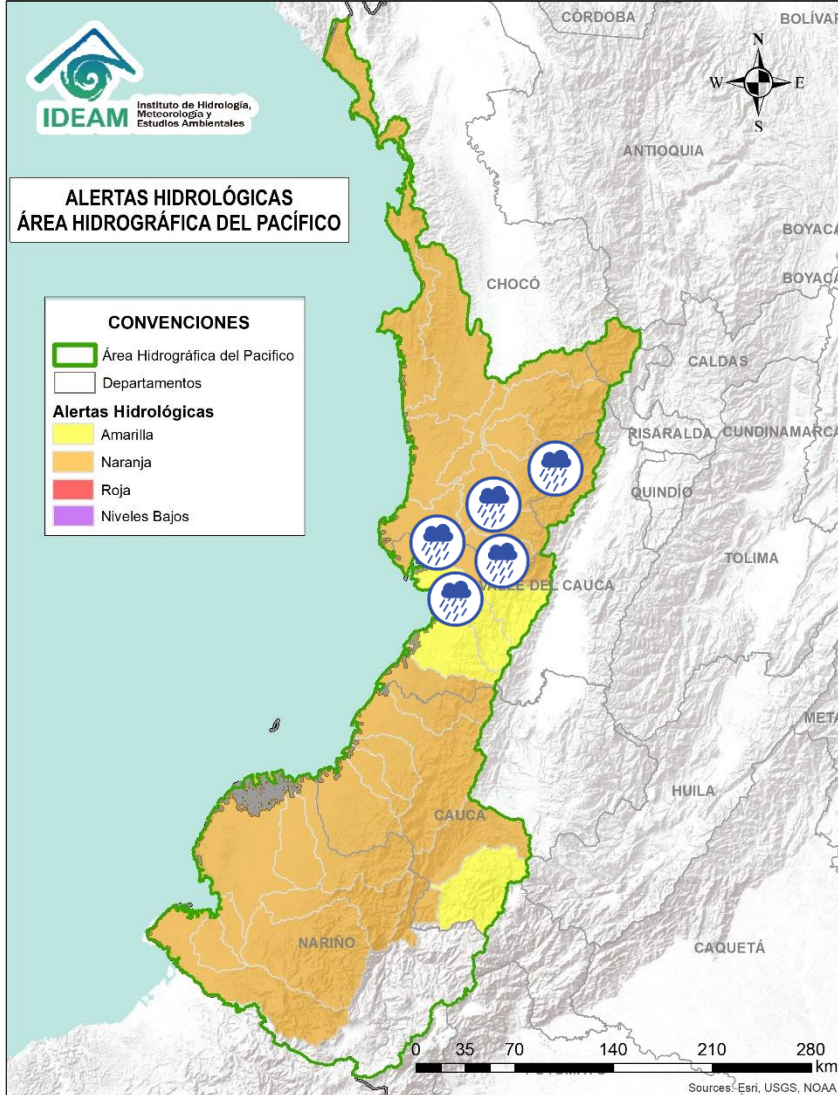 CÓRDOBA
BOLÍVAR
N
W
E
S
IDEAM
Instituto de Hidrología,
Meteorología y
Estudios Ambientales
ANTIOQUIA
ALERTAS HIDROLÓGICAS
ÁREA HIDROGRÁFICA DEL PACÍFICO
BOYACÁ
BOYACÁ
CHOCÓ
CONVENCIONES
Área Hidrográfica del Pacifico
Departamentos
Alertas Hidrológicas
Amarilla
Naranja
Roja
Niveles Bajos
CALDAS
RISARALDA
CUNDINAMARCA
QUINDÍO
TOLIMA
VALLE DEL CAUCA
META
HUILA
CAUCA
NARIÑO
CAQUETÁ
0 35 70 140 210 280
km
Sources: Esri, USGS, NOAA